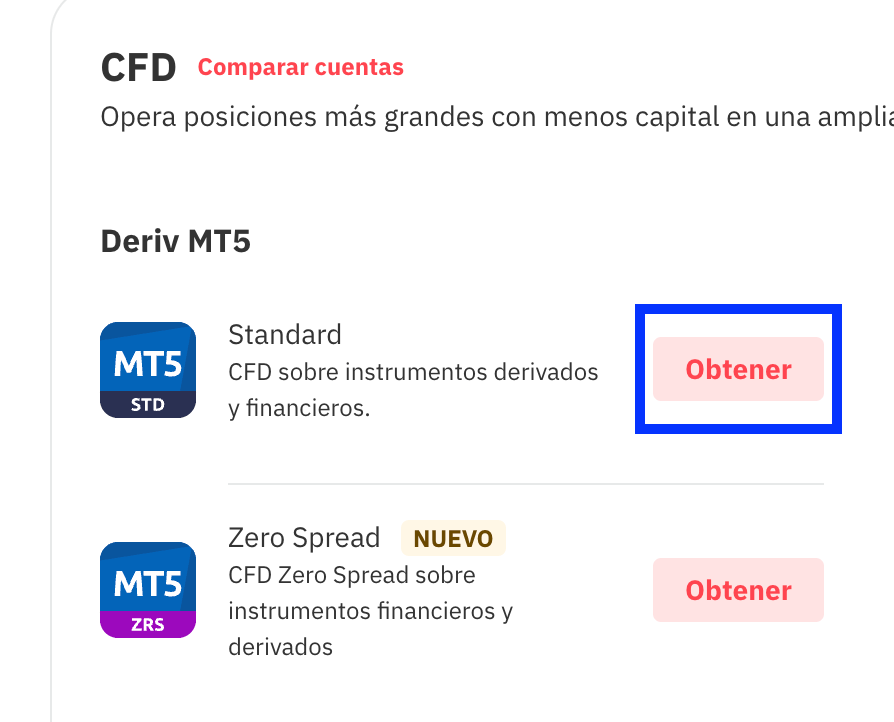 CFD Comparar cuentas
Opera posiciones más grandes con menos capital en una amplia
Deriv MT5
Standard
MT5
STD
CFD sobre instrumentos derivados
y financieros.
Obtener
Zero Spread NUEVO
MT5
ZRS
CFD Zero Spread sobre
instrumentos financieros y
derivados
Obtener